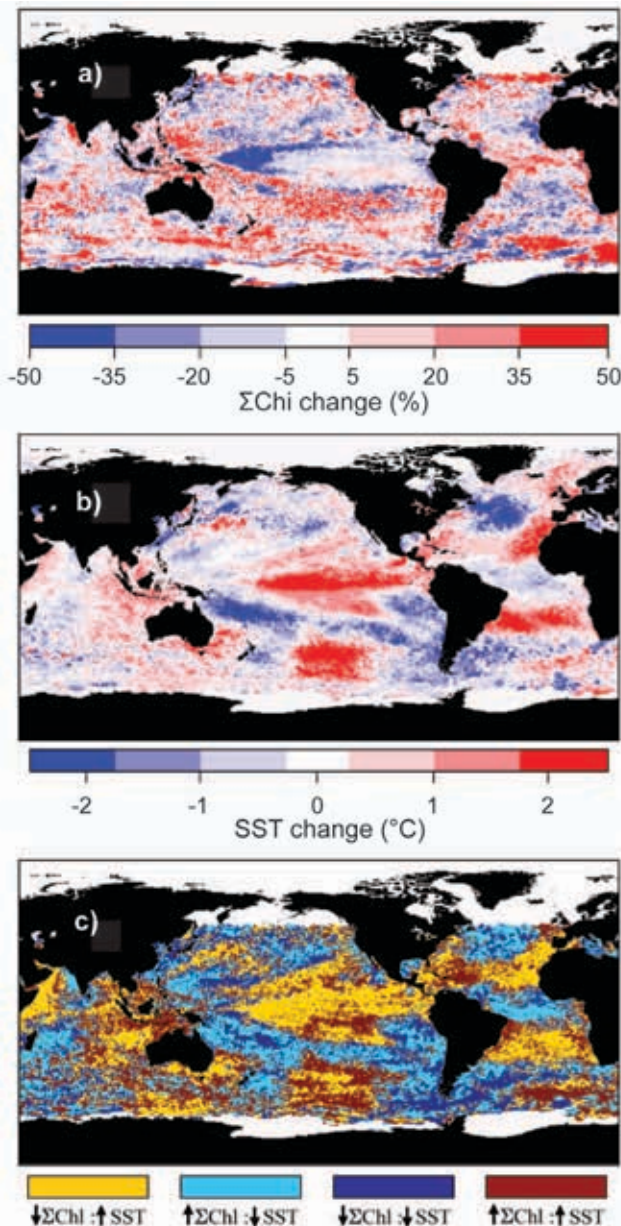 a)
-50 -35 -20 -5 5 20 35 50
ΣChl change (%)
b)
-2 -1 0 1 2
SST change (°C)
c)
↓ΣChl :↑SST ↑ΣChl :↓SST ↓ΣChl :↓SST ↑ΣChl :↑SST